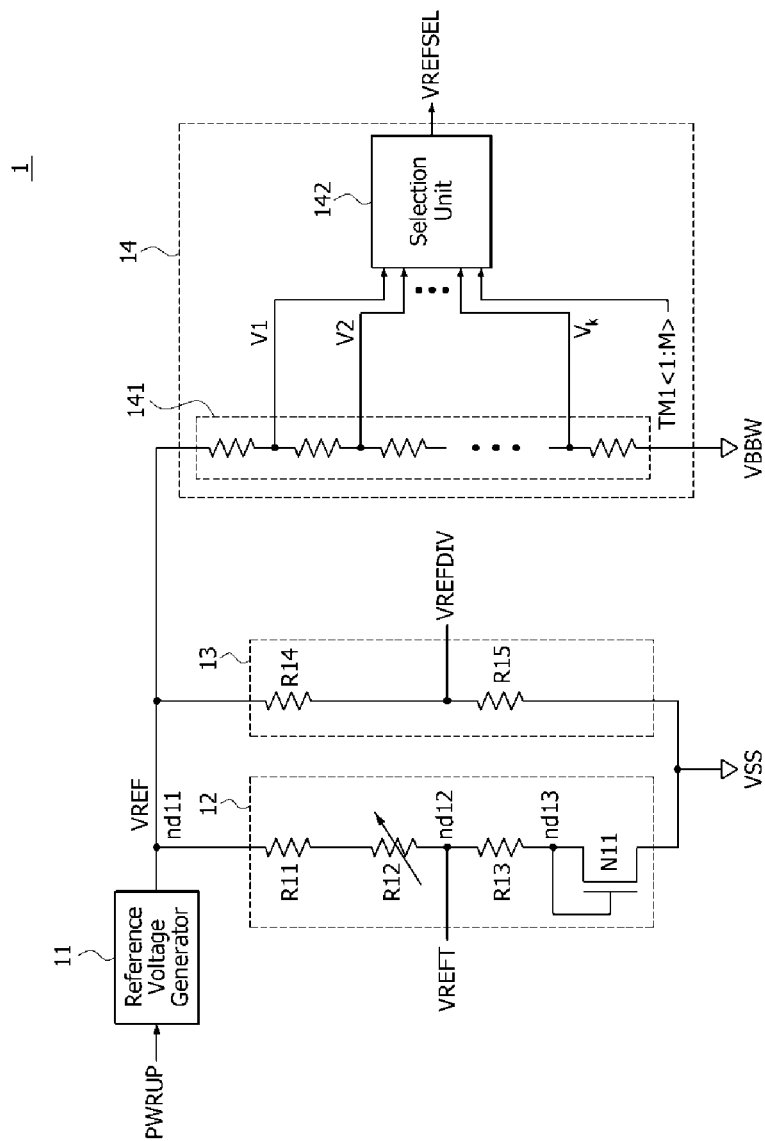 1
PWRUP
11
Reference
Voltage
Generator
VREF
nd11
12
R11
R12
nd12
VREFT
R13
nd13
N11
VSS
13
R14
VREFDIV
R15
14
141
V1
V2
Vk
TM1<1:M>
VBBW
142
Selection
Unit
VREFSEL